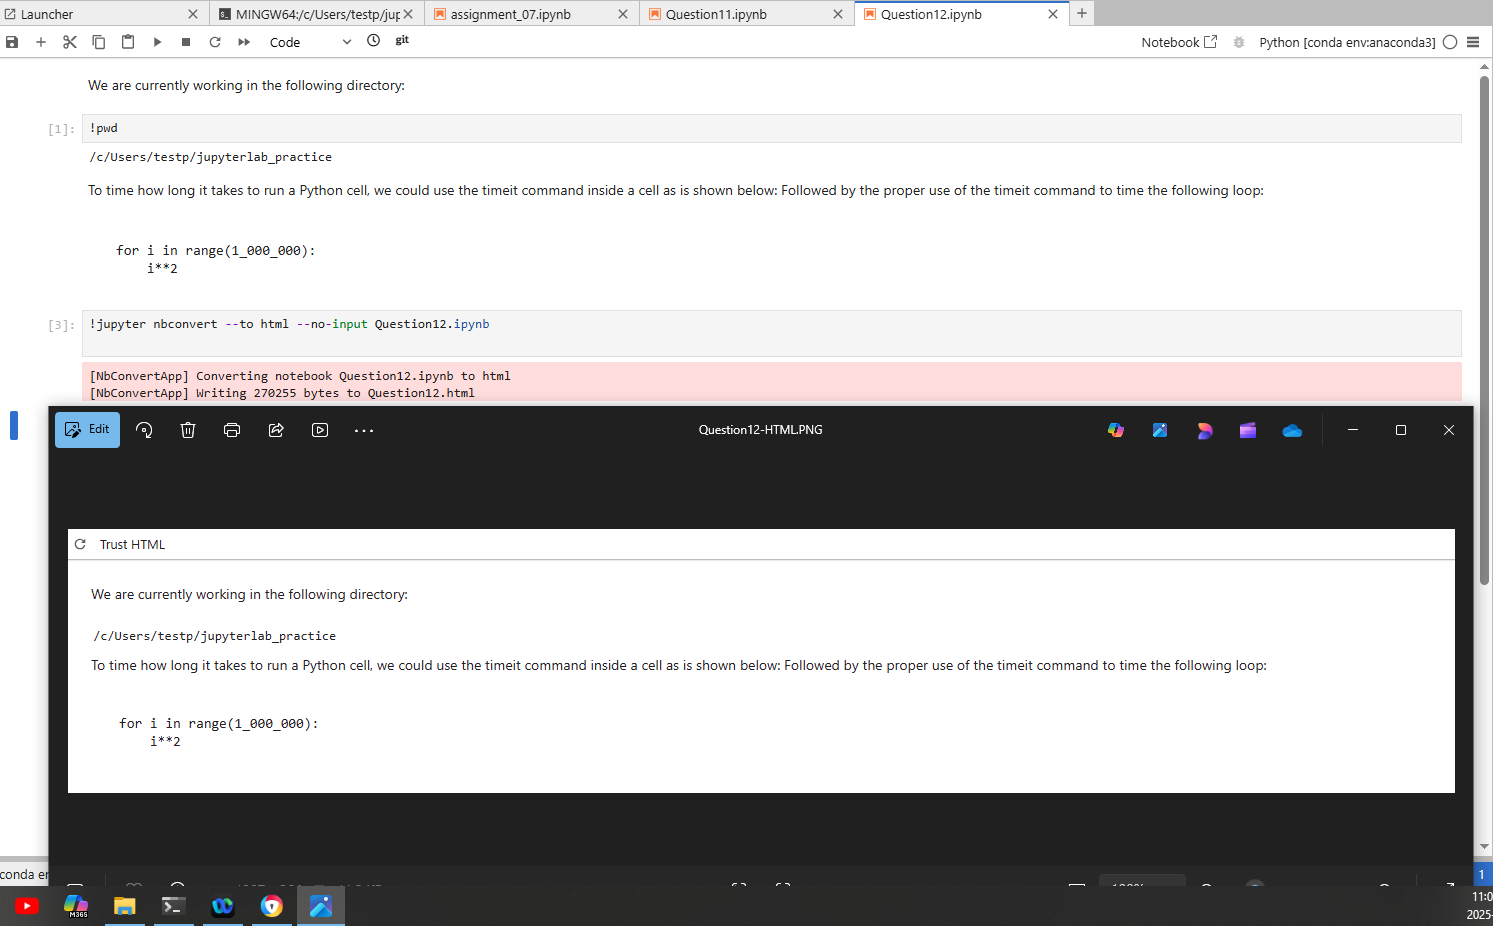 Launcher
MINGW64:/c/Users/testp/jup
assignment_07.ipynb
Question11.ipynb
Question12.ipynb
Code
git
Notebook
Python [conda env:anaconda3]
We are currently working in the following directory:
[1]:
!pwd
/c/Users/testp/jupyterlab_practice
To time how long it takes to run a Python cell, we could use the timeit command inside a cell as is shown below: Followed by the proper use of the timeit command to time the following loop:
for i in range(1_000_000):
i**2
[3]:
!jupyter nbconvert --to html --no-input Question12.ipynb
[NbConvertApp] Converting notebook Question12.ipynb to html
[NbConvertApp] Writing 270255 bytes to Question12.html
Edit
Question12-HTML.PNG
Trust HTML
We are currently working in the following directory:
/c/Users/testp/jupyterlab_practice
To time how long it takes to run a Python cell, we could use the timeit command inside a cell as is shown below: Followed by the proper use of the timeit command to time the following loop:
for i in range(1_000_000):
i**2
conda er
1
M365
11:0
2025-